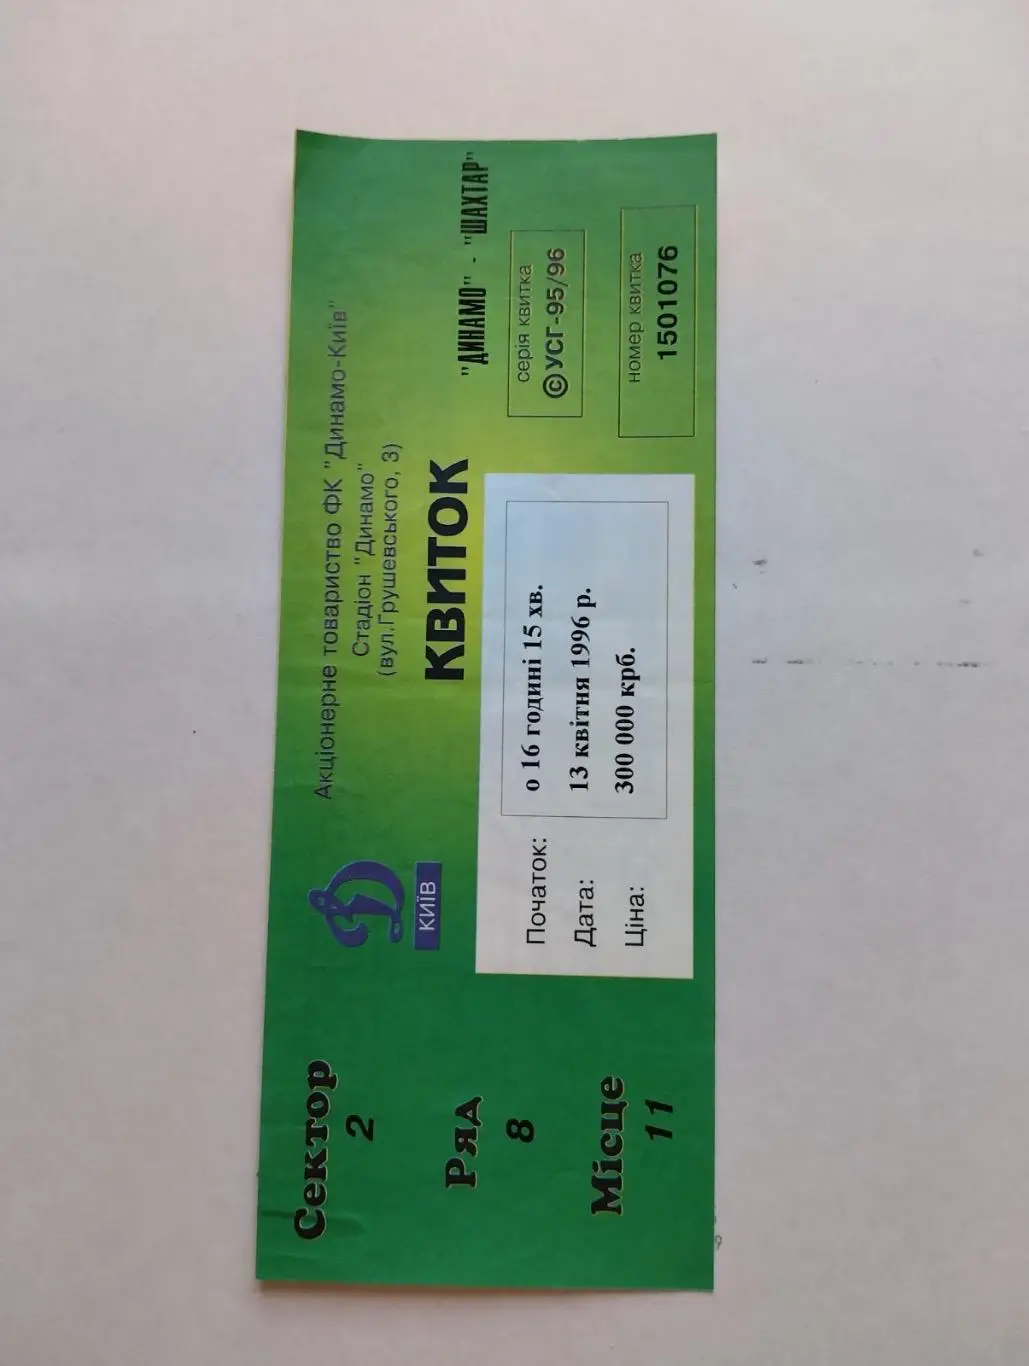 Сектор
2
Ряд
8
Місце
11
КИЇВ
Акціонерне товариство ФК "Динамо-Київ"
Стадіон "Динамо"
(вул.Грушевського, 3)
КВИТОК
"ДИНАМО" - "ШАХТАР"
Початок: о 16 годині 15 хв.
Дата: 13 квітня 1996 р.
Ціна: 300 000 крб.
серія квитка
©УСГ-95/96
номер квитка
1501076